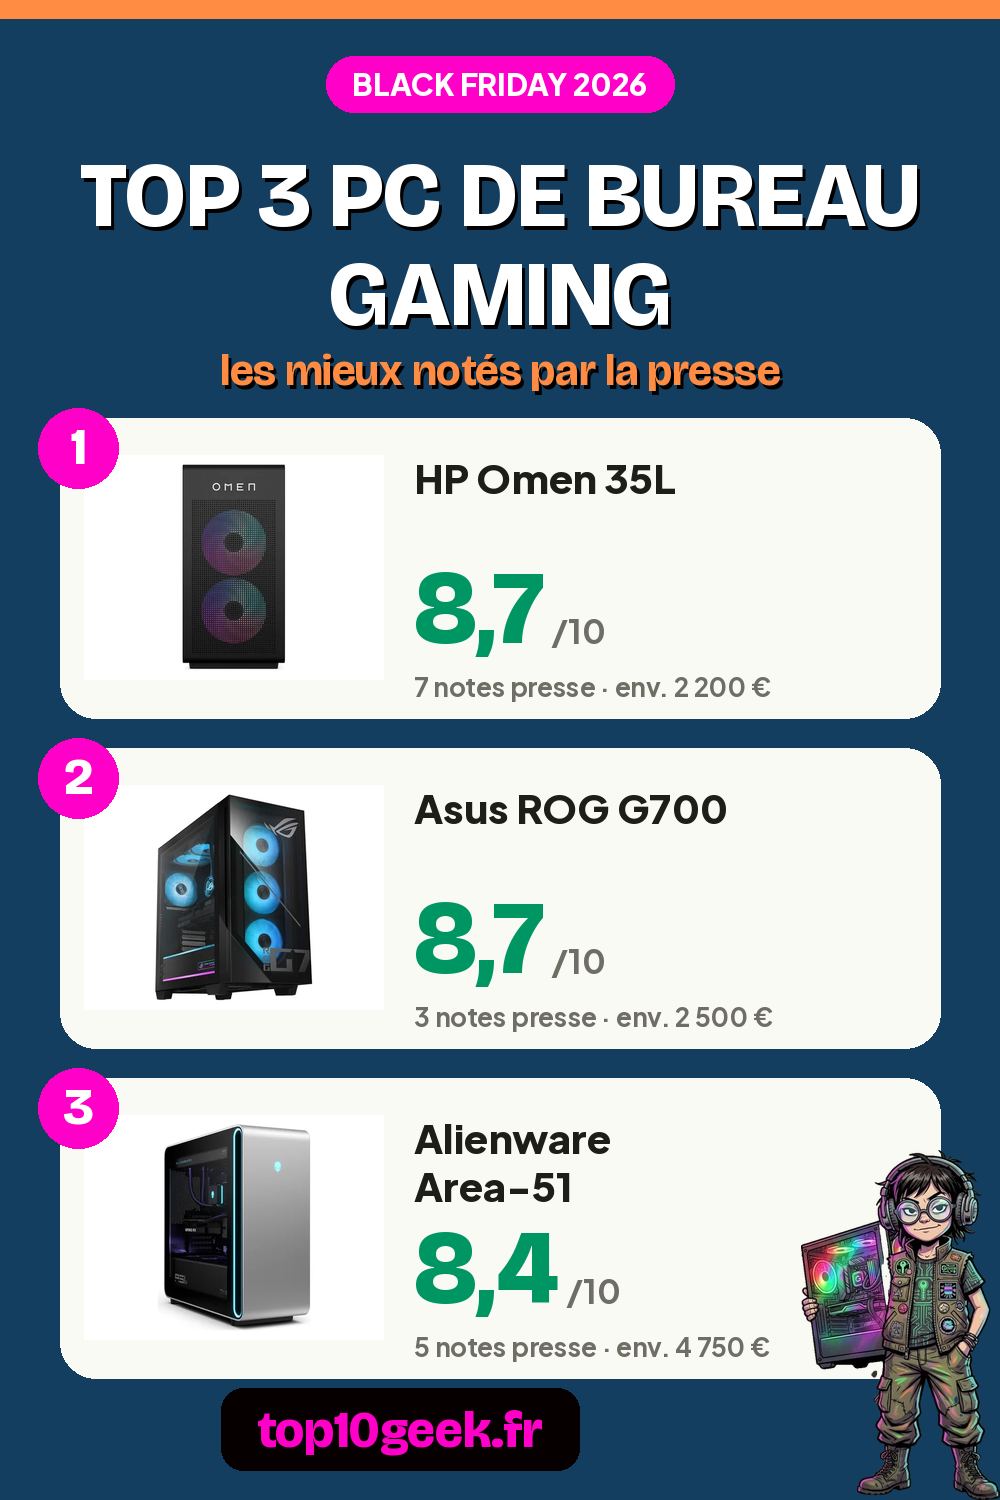 BLACK FRIDAY 2026
TOP 3 PC DE BUREAU
GAMING
les mieux notés par la presse
1
OMEN
HP Omen 35L
8,7 /10
7 notes presse · env. 2 200 €
2
G7
Asus ROG G700
8,7 /10
3 notes presse · env. 2 500 €
3
Alienware
Area-51
8,4 /10
5 notes presse · env. 4 750 €
top10geek.fr